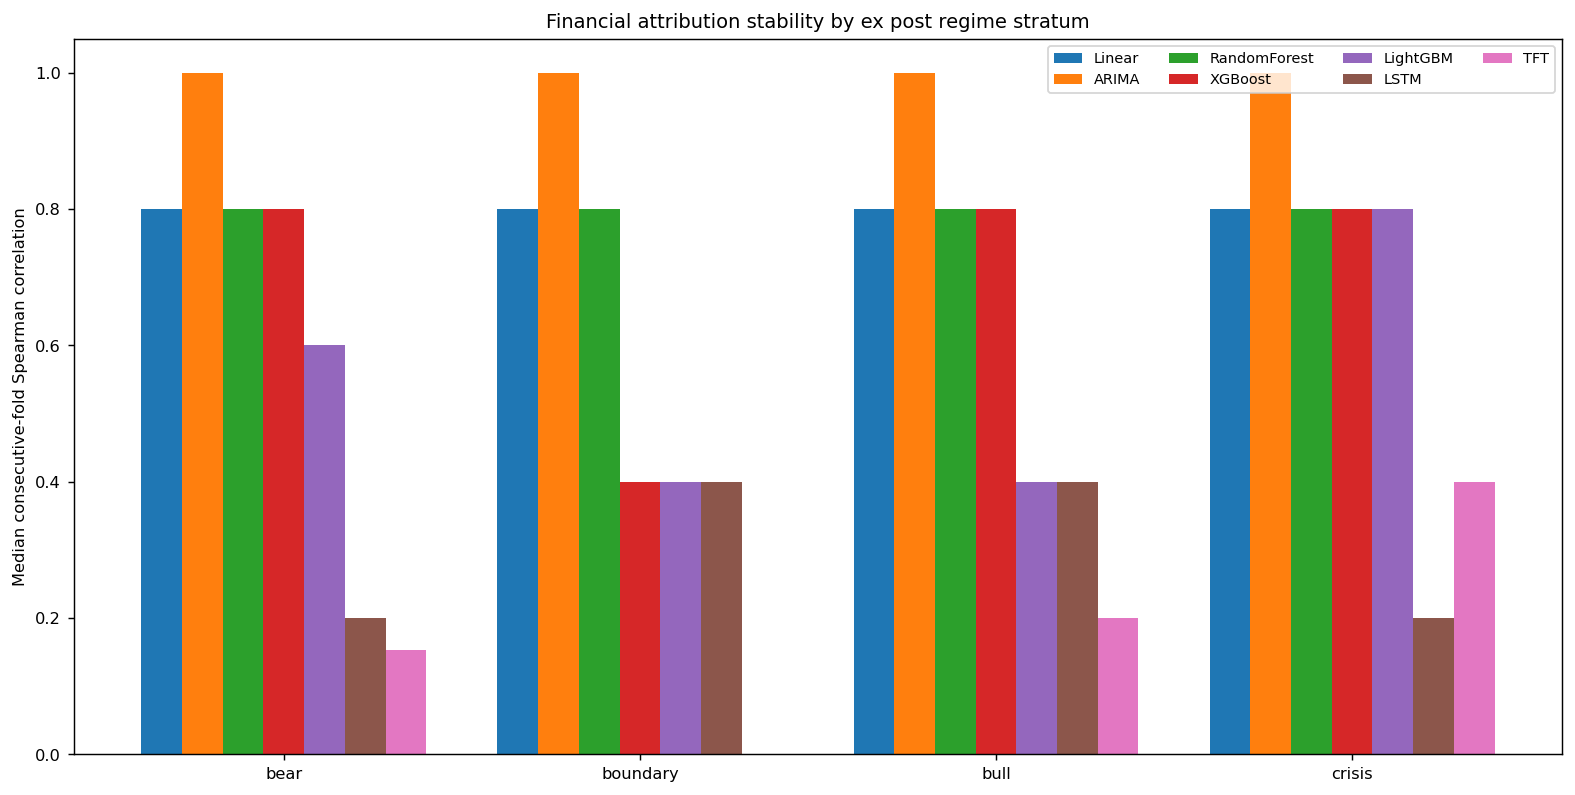 Financial attribution stability by ex post regime stratum
Linear
ARIMA
RandomForest
XGBoost
LightGBM
LSTM
TFT
Median consecutive-fold Spearman correlation
1.0
0.8
0.6
0.4
0.2
0.0
bear
boundary
bull
crisis